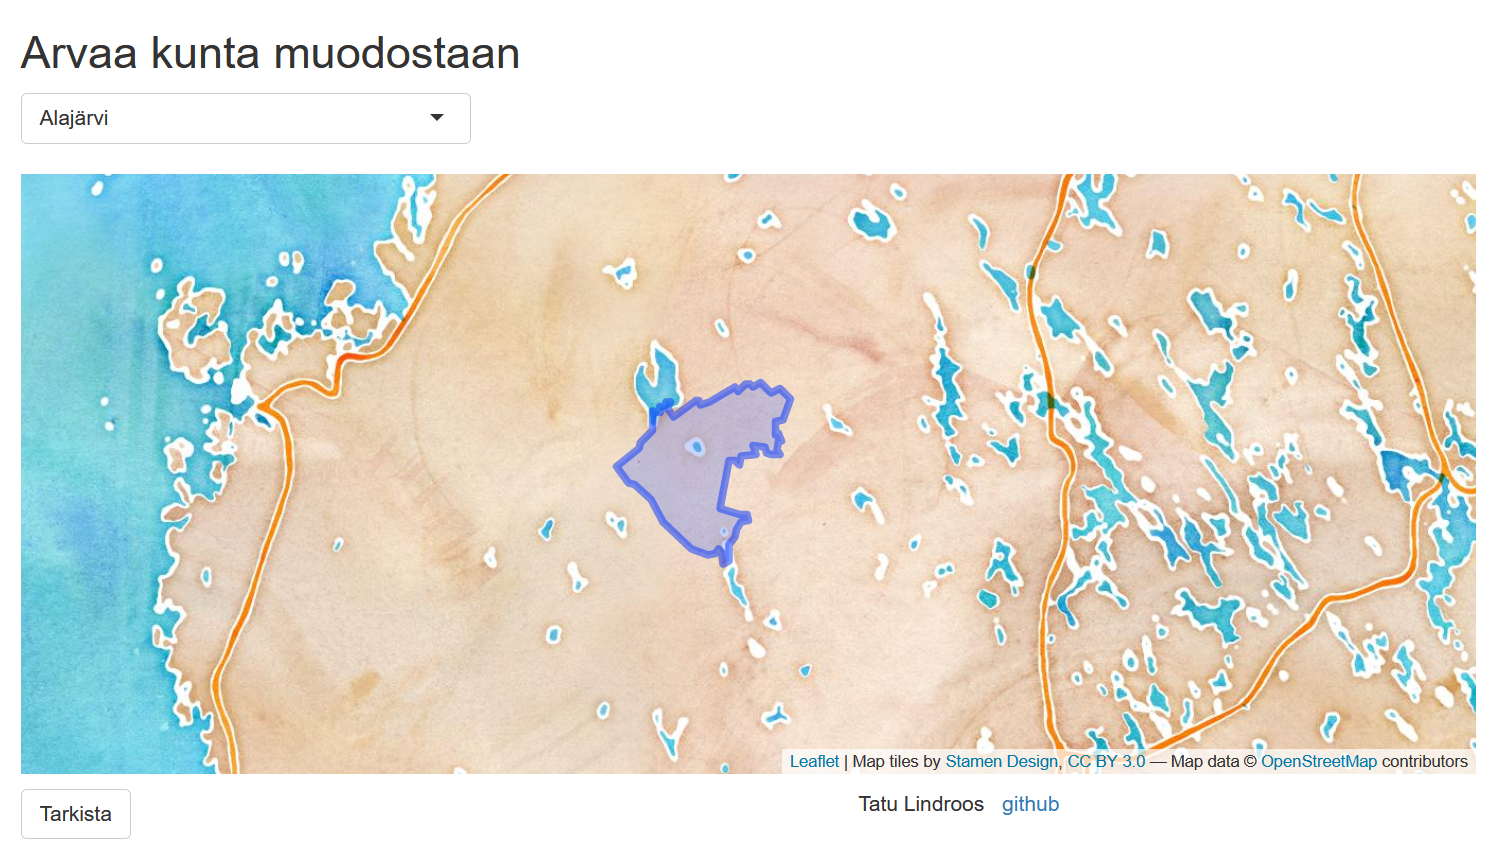 Arvaa kunta muodostaan
Alajärvi
Leaflet | Map tiles by Stamen Design, CC BY 3.0 — Map data © OpenStreetMap contributors
Tarkista
Tatu Lindroos github